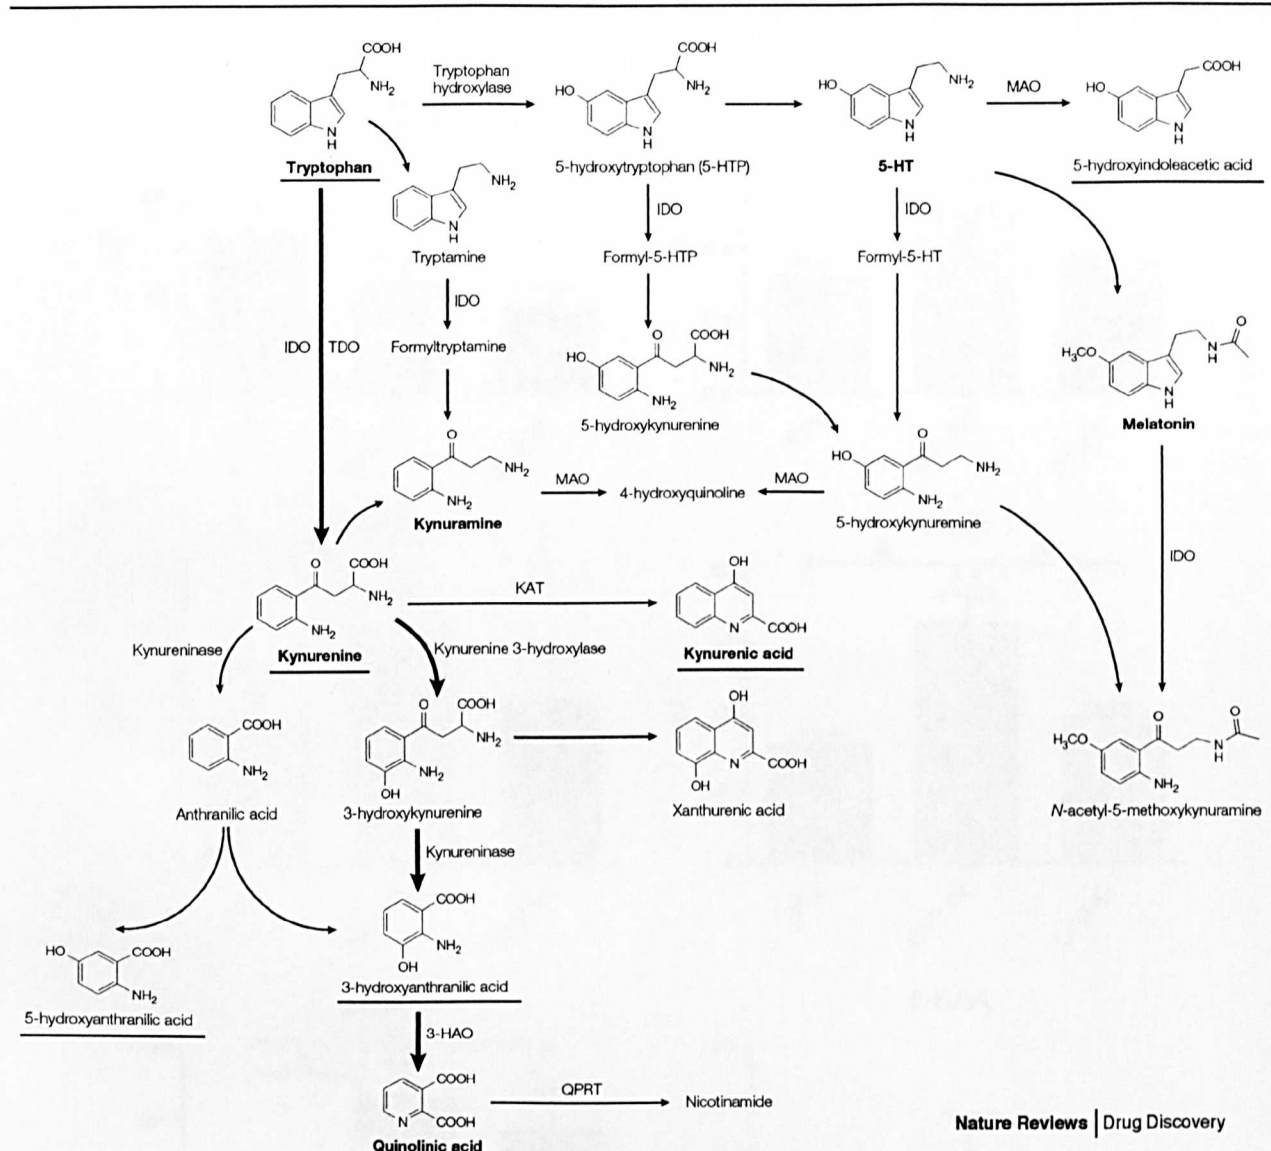 COOH
NH₂
N
H
Tryptophan
Tryptophan
hydroxylase
COOH
HO
NH₂
N
H
5-hydroxytryptophan (5-HTP)
HO
NH₂
N
H
5-HT
MAO
COOH
HO
N
H
5-hydroxyindoleacetic acid
NH₂
N
H
Tryptamine
IDO
Formyl-5-HTP
IDO
Formyl-5-HT
IDO
Formyltryptamine
IDO TDO
O COOH
HO
NH₂
NH₂
5-hydroxykynurenine
H₃CO
N
H
O
N
H
Melatonin
O
NH₂
NH₂
Kynuramine
MAO
4-hydroxyquinoline
MAO
O
HO
NH₂
NH₂
5-hydroxykynuremine
IDO
O COOH
NH₂
NH₂
Kynurenine
KAT
OH
N COOH
Kynurenic acid
Kynureninase
Kynurenine 3-hydroxylase
COOH
NH₂
Anthranilic acid
O COOH
NH₂
NH₂
OH
3-hydroxykynurenine
OH
N COOH
OH
Xanthurenic acid
O
H₃CO
N
H
O
NH₂
N-acetyl-5-methoxykynuramine
Kynureninase
HO COOH
NH₂
5-hydroxyanthranilic acid
COOH
NH₂
OH
3-hydroxyanthranilic acid
3-HAO
COOH
N COOH
Quinolinic acid
QPRT
Nicotinamide
Nature Reviews | Drug Discovery